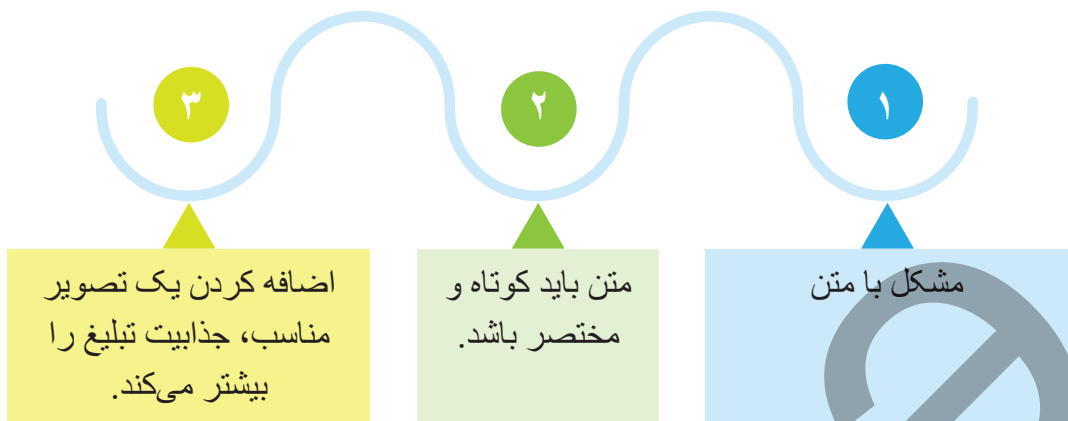 ۱
مشکل با متن
۲
متن باید کوتاه و
مختصر باشد.
۳
اضافه کردن یک تصویر
مناسب، جذابیت تبلیغ را
بیشتر می‌کند.